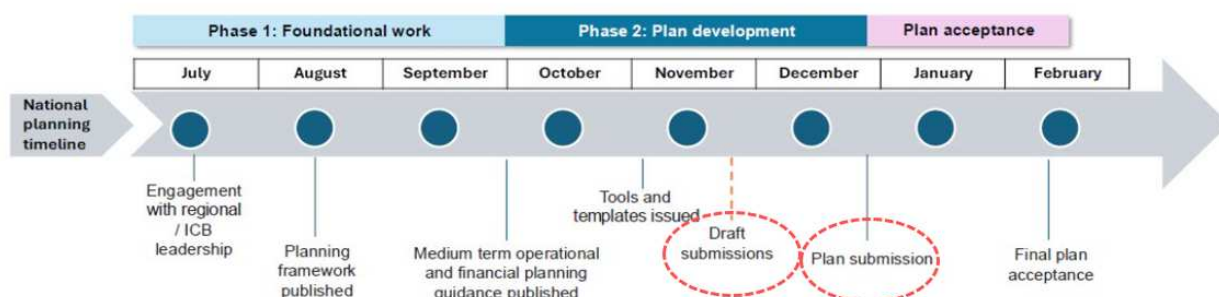 Phase 1: Foundational work
Phase 2: Plan development
Plan acceptance
July
August
September
October
November
December
January
February
National
planning
timeline
Engagement
with regional
/ ICB
leadership
Planning
framework
published
Medium term operational
and financial planning
guidance published
Tools and
templates issued
Draft
submissions
Plan submission
Final plan
acceptance